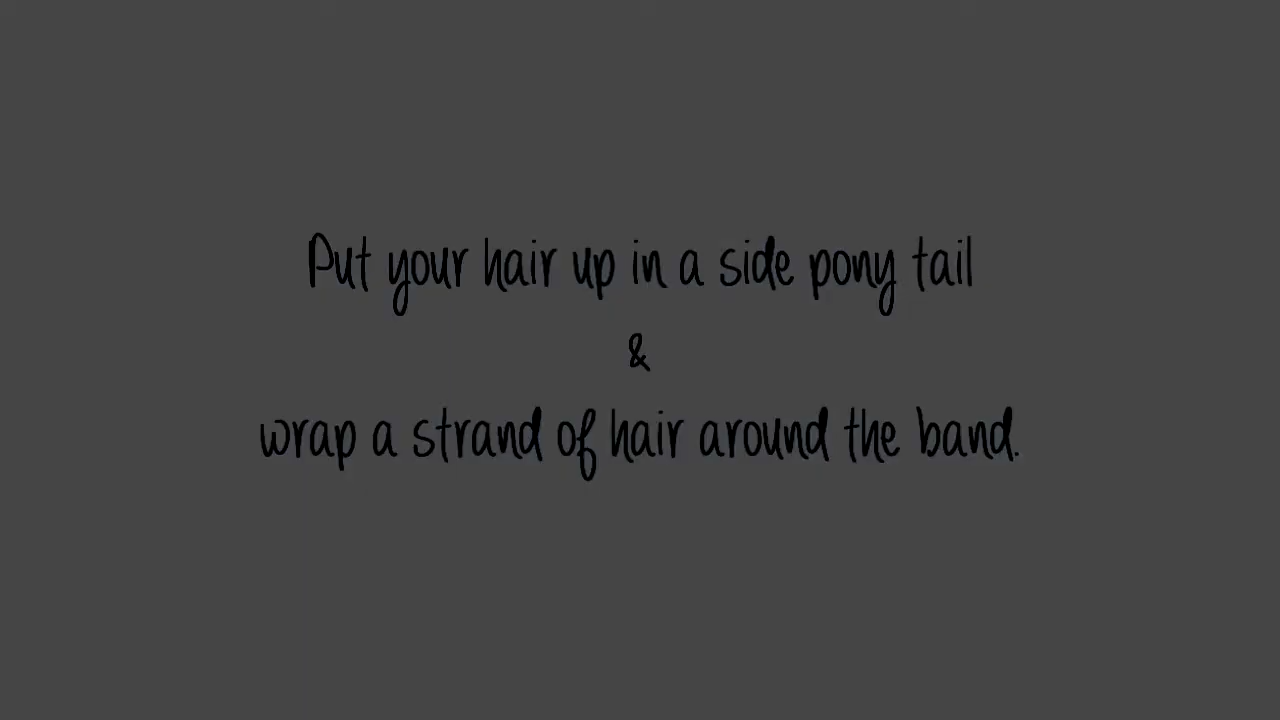 Put your hair up in a side pony tail
&
wrap a strand of hair around the band.